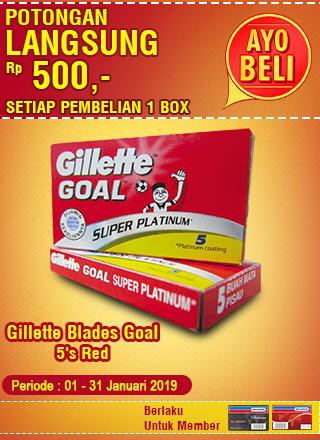 POTONGAN
LANGSUNG
Rp 500,-
SETIAP PEMBELIAN 1 BOX
AYO
BELI
Gillette
GOAL
SUPER PLATINUM
5
*Platinum coating
Gillette GOAL SUPER PLATINUM*
5 BUAH MATA
PISAU
Gillette Blades Goal
5's Red
Periode : 01 - 31 Januari 2019
Berlaku
Untuk Member